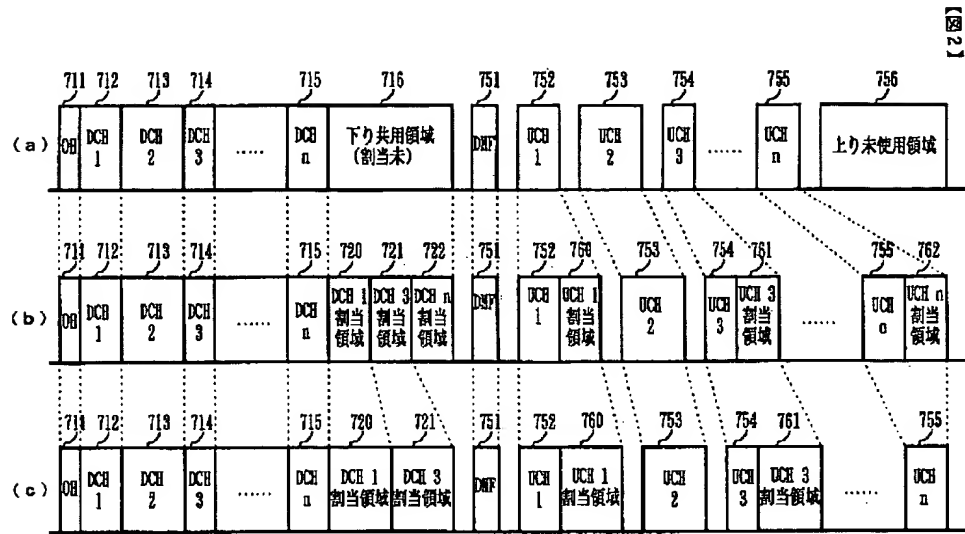 【図2】
711 712 713 714 715 716 751 752 753 754 755 756
(a) OH DCH 1 DCH 2 DCH 3 …… DCH n 下り共用領域 (割当未) DMF UCH 1 UCH 2 UCH 3 …… UCH n 上り未使用領域
711 712 713 714 715 720 721 722 751 752 760 753 754 761 755 762
(b) OH DCH 1 DCH 2 DCH 3 …… DCH n DCH 1 割当領域 DCH 3 割当領域 DCH n 割当領域 DMF UCH 1 UCH 1 割当領域 UCH 2 UCH 3 UCH 3 割当領域 …… UCH n UCH n 割当領域
711 712 713 714 715 720 721 751 752 760 753 754 761 755
(c) OH DCH 1 DCH 2 DCH 3 …… DCH n DCH 1 割当領域 DCH 3 割当領域 DMF UCH 1 UCH 1 割当領域 UCH 2 UCH 3 UCH 3 割当領域 …… UCH n